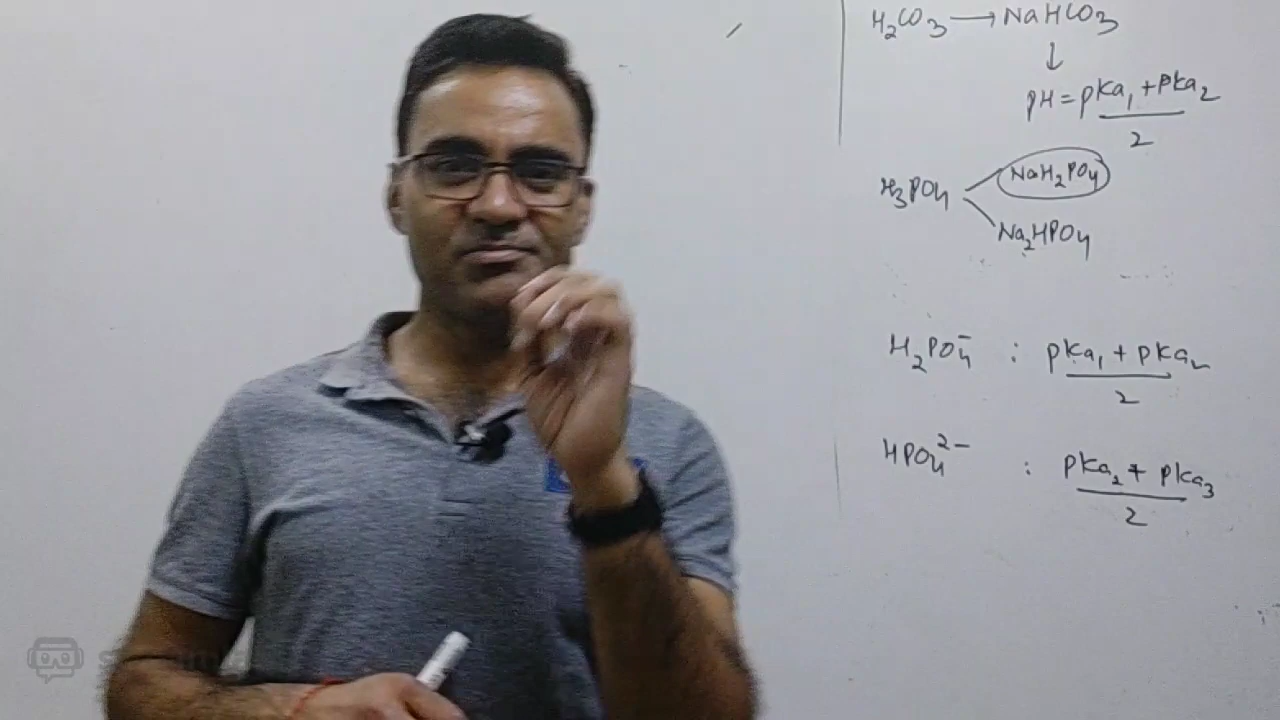 H₂CO₃ → NaHCO₃
↓
pH = pKa₁ + pKa₂
2
H₃PO₄
NaH₂PO₄
Na₂HPO₄
H₂PO₄⁻ : pKa₁ + pKa₂
2
HPO₄²⁻ : pKa₂ + pKa₃
2